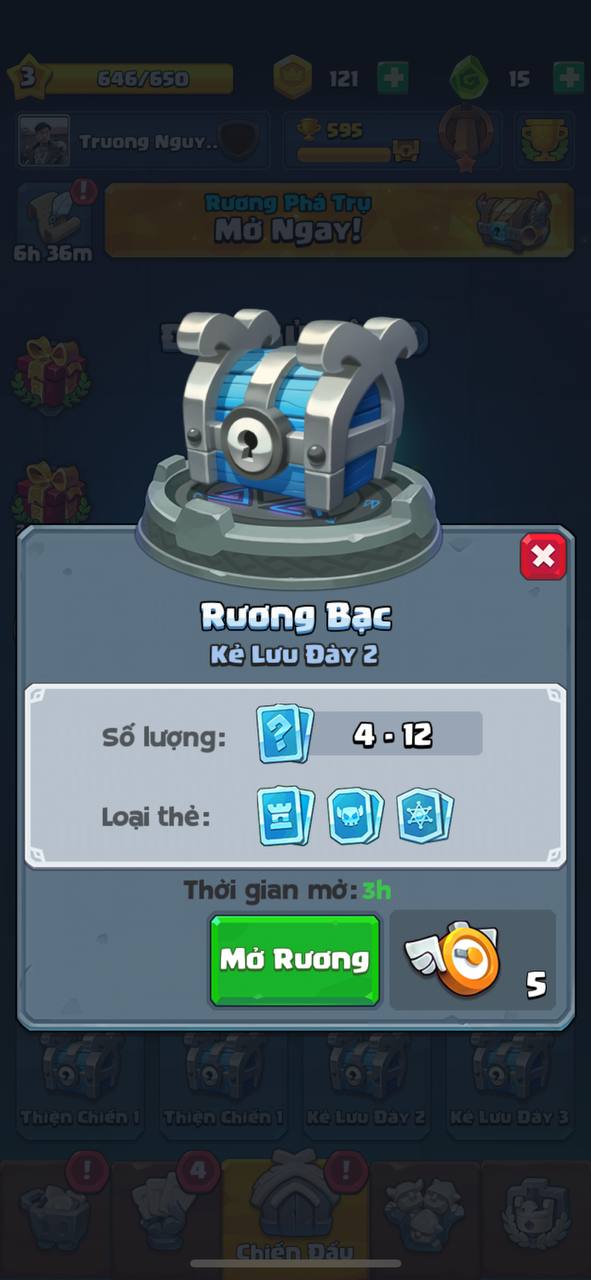 3
646/650
121
15
Truong Nguy..
595
!
Rương Phá Trụ
Mở Ngay!
6h 36m
Rương Bạc
Kẻ Lưu Đày 2
Số lượng:
?
4 - 12
Loại thẻ:
Thời gian mở: 3h
Mở Rương
5
Thiện Chiến 1
Thiện Chiến 1
Kẻ Lưu Đày 2
Kẻ Lưu Đày 3
!
4
!
Chiến Đấu